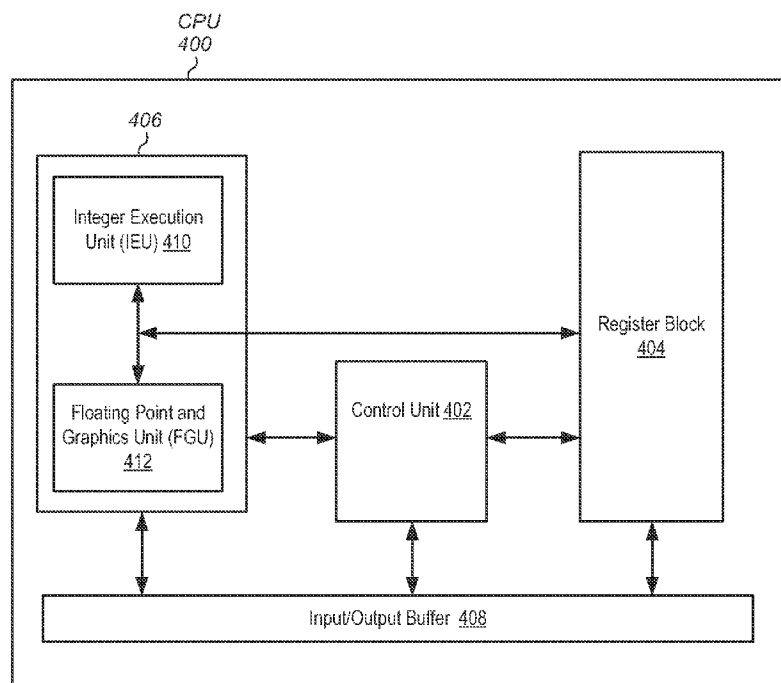 CPU
400
406
Integer Execution
Unit (IEU) 410
Floating Point and
Graphics Unit (FGU)
412
Control Unit 402
Register Block
404
Input/Output Buffer 408